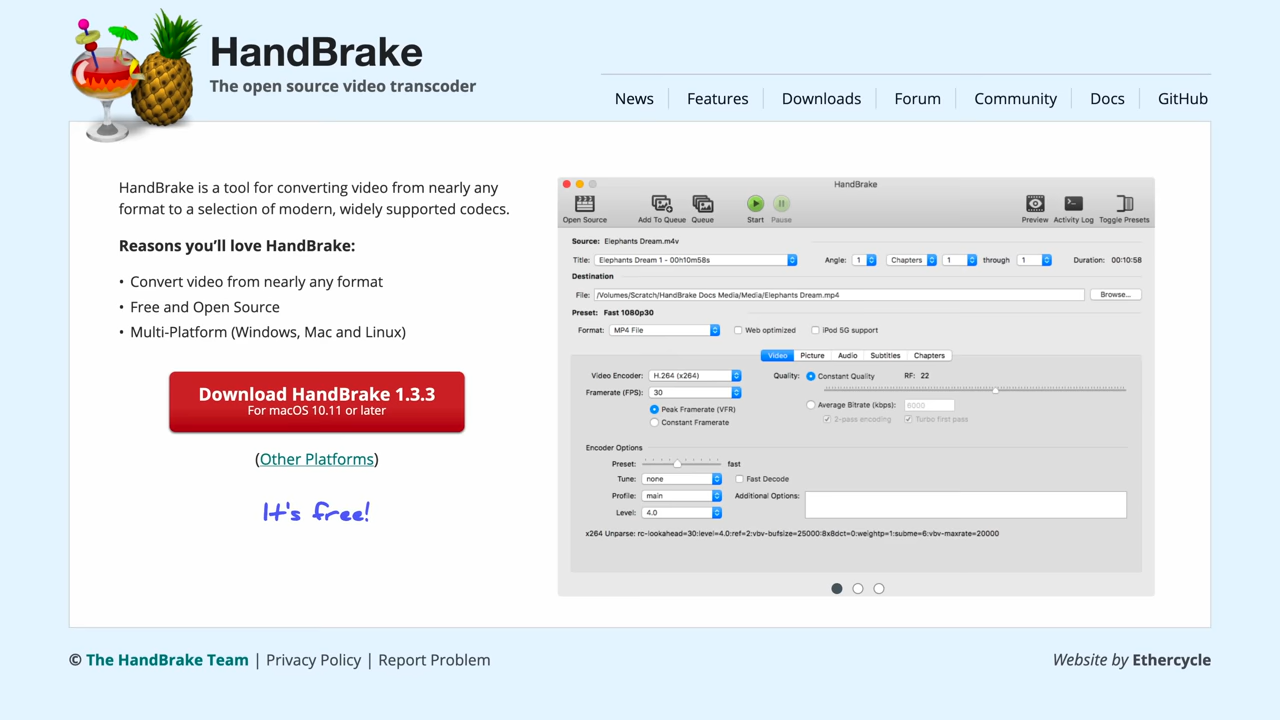 HandBrake
The open source video transcoder
News Features Downloads Forum Community Docs GitHub
HandBrake is a tool for converting video from nearly any
format to a selection of modern, widely supported codecs.
Reasons you’ll love HandBrake:
• Convert video from nearly any format
• Free and Open Source
• Multi-Platform (Windows, Mac and Linux)
Download HandBrake 1.3.3
For macOS 10.11 or later
(Other Platforms)
It's free!
HandBrake
Open Source Add To Queue Queue Start Pause Preview Activity Log Toggle Presets
Source: Elephants Dream.m4v
Title: Elephants Dream 1 - 00h10m58s Angle: 1 Chapters 1 through 1 Duration: 00:10:58
Destination
File: /Volumes/Scratch/HandBrake Docs Media/Media/Elephants Dream.mp4 Browse...
Preset: Fast 1080p30
Format: MP4 File Web optimized iPod 5G support
Video Picture Audio Subtitles Chapters
Video Encoder: H.264 (x264) Quality: Constant Quality RF: 22
Framerate (FPS): 30
Peak Framerate (VFR) Average Bitrate (kbps): 6000
Constant Framerate 2-pass encoding Turbo first pass
Encoder Options
Preset: fast
Tune: none Fast Decode
Profile: main Additional Options:
Level: 4.0
x264 Unparse: rc-lookahead=30:level=4.0:ref=2:vbv-bufsize=25000:8x8dct=0:weightp=1:subme=6:vbv-maxrate=20000
© The HandBrake Team | Privacy Policy | Report Problem
Website by Ethercycle